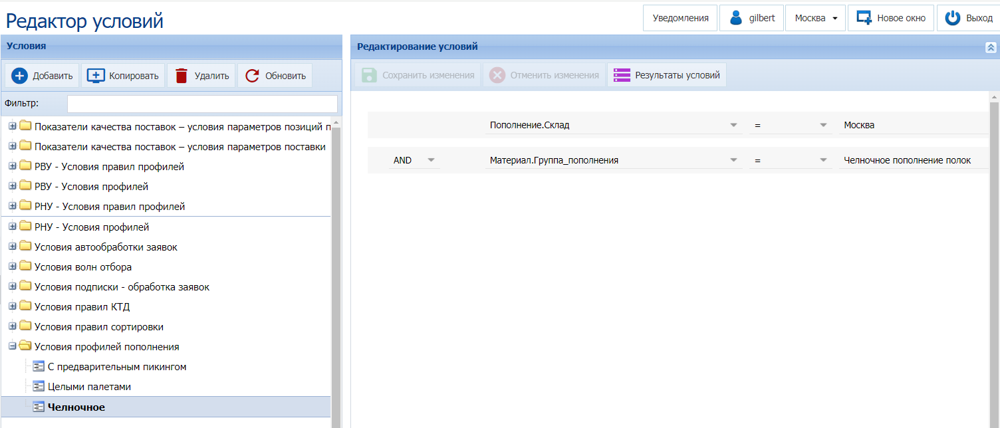 Редактор условий
Уведомления gilbert Москва Новое окно Выход
Условия
Добавить Копировать Удалить Обновить
Фильтр:
Показатели качества поставок – условия параметров позиций п
Показатели качества поставок – условия параметров поставки
РВУ - Условия правил профилей
РВУ - Условия профилей
РНУ - Условия правил профилей
РНУ - Условия профилей
Условия автообработки заявок
Условия волн отбора
Условия подписки - обработка заявок
Условия правил КТД
Условия правил сортировки
Условия профилей пополнения
С предварительным пикингом
Целыми палетами
Челночное
Редактирование условий
Сохранить изменения Отменить изменения Результаты условий
Пополнение.Склад = Москва
AND Материал.Группа_пополнения = Челночное пополнение полок